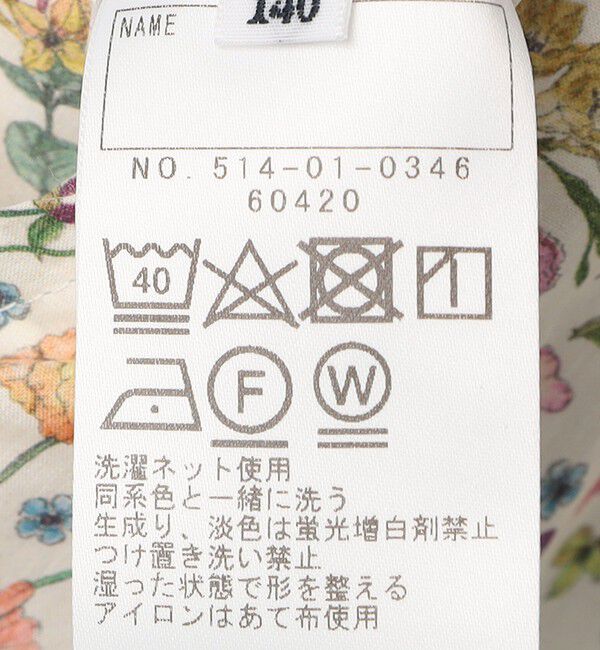 140
NAME
NO. 514-01-0346
60420
40
F W
洗濯ネット使用
同系色と一緒に洗う
生成り、淡色は蛍光増白剤禁止
つけ置き洗い禁止
湿った状態で形を整える
アイロンはあて布使用